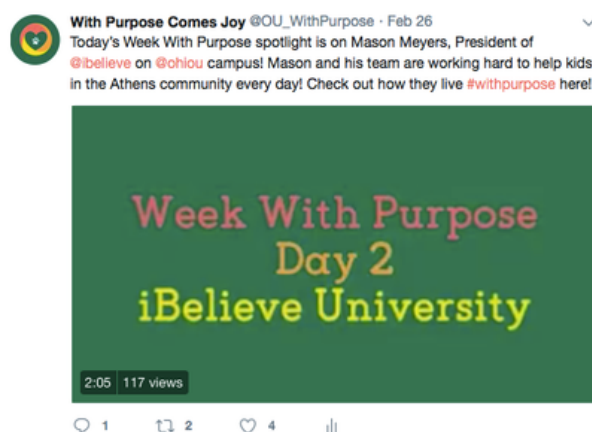 With Purpose Comes Joy @OU_WithPurpose · Feb 26
Today's Week With Purpose spotlight is on Mason Meyers, President of
@ibelieve on @ohiou campus! Mason and his team are working hard to help kids
in the Athens community every day! Check out how they live #withpurpose here!
Week With Purpose
Day 2
iBelieve University
2:05 117 views
1 2 4